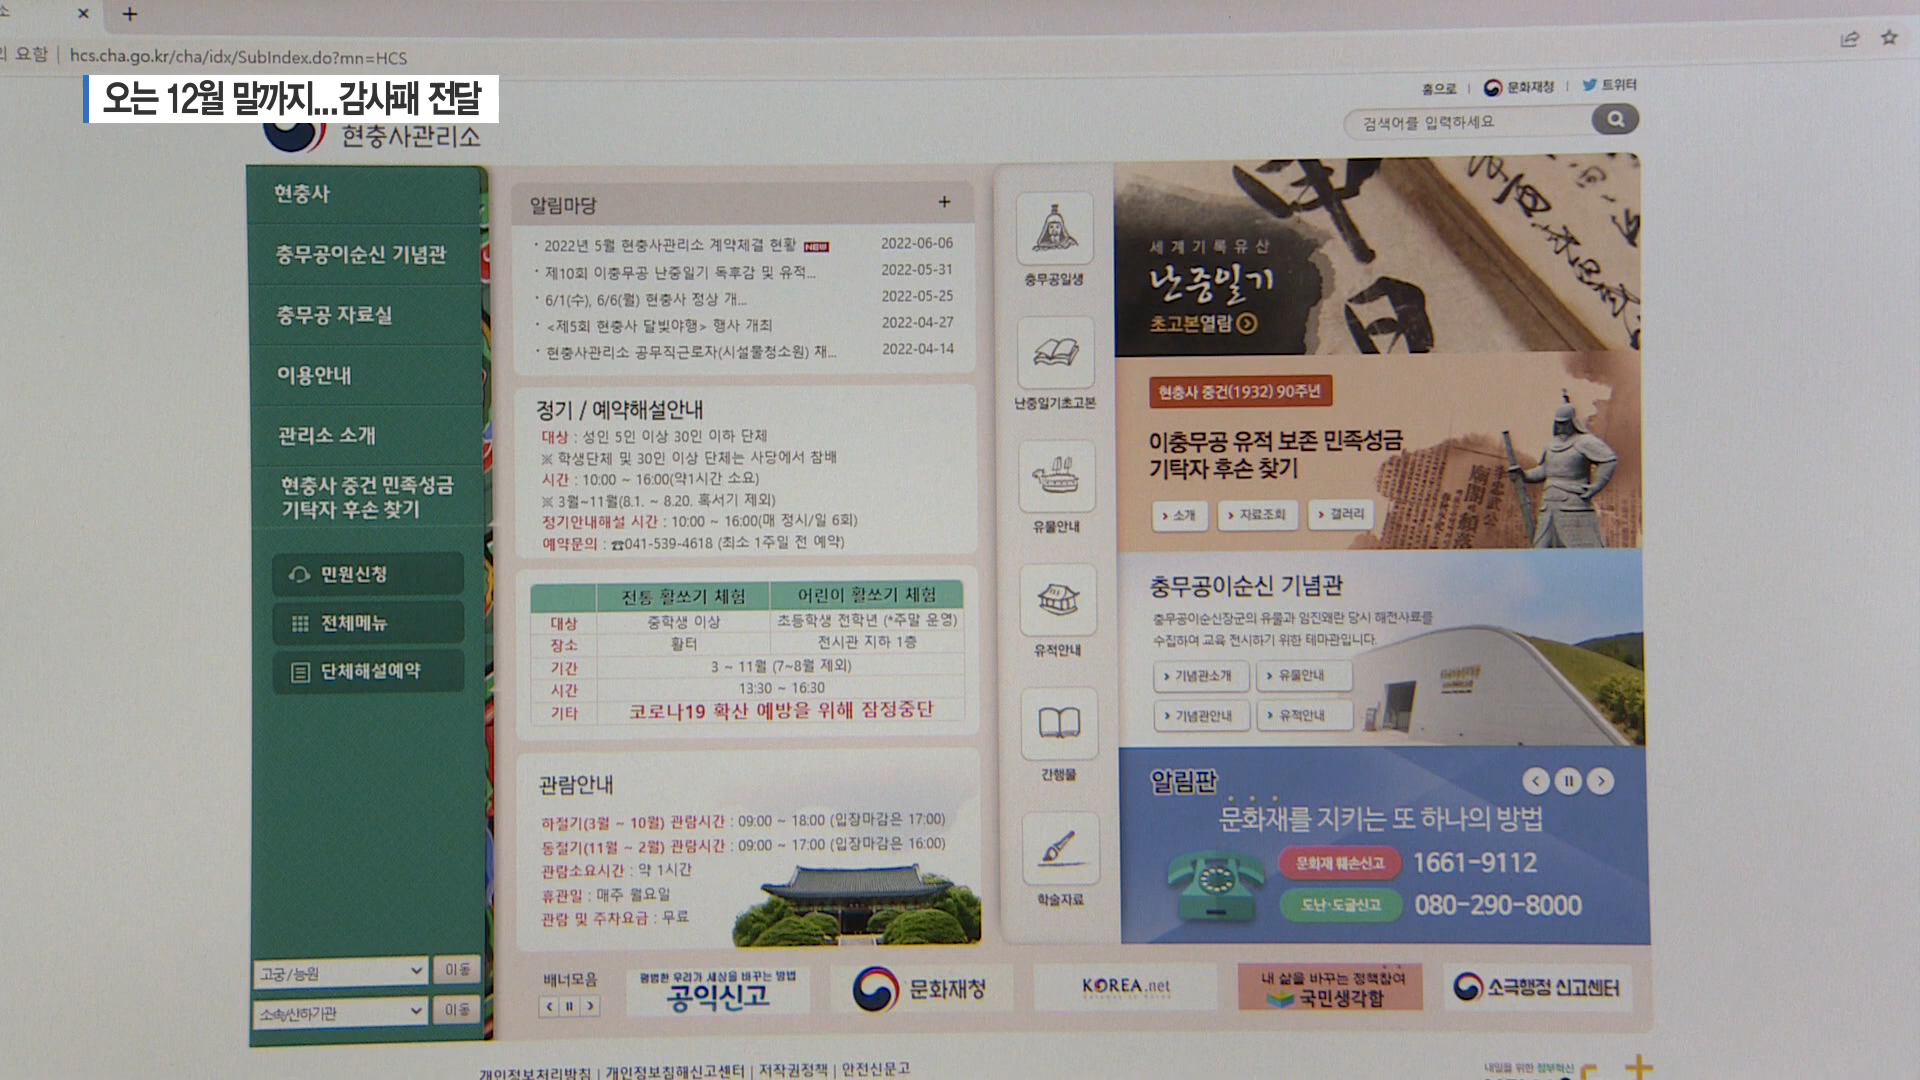 요함 | hcs.cha.go.kr/cha/idx/SubIndex.do?mn=HCS
오는 12월 말까지...감사패 전달
홈으로 | 문화재청 | 트위터
현충사관리소
검색어를 입력하세요
현충사
충무공이순신 기념관
충무공 자료실
이용안내
관리소 소개
현충사 중건 민족성금
기탁자 후손 찾기
민원신청
전체메뉴
단체해설예약
고궁/능원 이동
소속/산하기관 이동
알림마당 +
· 2022년 5월 현충사관리소 계약체결 현황 NEW 2022-06-06
· 제10회 이충무공 난중일기 독후감 및 유적... 2022-05-31
· 6/1(수), 6/6(월) 현충사 정상 개... 2022-05-25
· <제5회 현충사 달빛야행> 행사 개최 2022-04-27
· 현충사관리소 공무직근로자(시설물청소원) 채... 2022-04-14
정기 / 예약해설안내
대상 : 성인 5인 이상 30인 이하 단체
※ 학생단체 및 30인 이상 단체는 사당에서 참배
시간 : 10:00 ~ 16:00(약1시간 소요)
※ 3월~11월(8.1. ~ 8.20. 혹서기 제외)
정기안내해설 시간 : 10:00 ~ 16:00(매 정시/일 6회)
예약문의 : ☎041-539-4618 (최소 1주일 전 예약)
전통 활쏘기 체험 어린이 활쏘기 체험
대상 중학생 이상 초등학생 전학년 (*주말 운영)
장소 활터 전시관 지하 1층
기간 3 ~ 11월 (7~8월 제외)
시간 13:30 ~ 16:30
기타 코로나19 확산 예방을 위해 잠정중단
관람안내
하절기(3월 ~ 10월) 관람시간 : 09:00 ~ 18:00 (입장마감은 17:00)
동절기(11월 ~ 2월) 관람시간 : 09:00 ~ 17:00 (입장마감은 16:00)
관람소요시간 : 약 1시간
휴관일 : 매주 월요일
관람 및 주차요금 : 무료
충무공일생
난중일기초고본
유물안내
유적안내
간행물
학술자료
세계기록유산
난중일기
초고본열람
현충사 중건(1932) 90주년
이충무공 유적 보존 민족성금
기탁자 후손 찾기
소개 자료조회 갤러리
충무공이순신 기념관
충무공이순신장군의 유물과 임진왜란 당시 해전사료를
수집하여 교육 전시하기 위한 테마관입니다.
기념관소개 유물안내
기념관안내 유적안내
알림판
문화재를 지키는 또 하나의 방법
문화재 훼손신고 1661-9112
도난·도굴신고 080-290-8000
배너모음
평범한 우리가 세상을 바꾸는 방법
공익신고
문화재청
KOREA.net
내 삶을 바꾸는 정책참여
국민생각함
소극행정 신고센터
개인정보처리방침 | 개인정보침해신고센터 | 저작권정책 | 안전신문고
내일을 위한 정부혁신